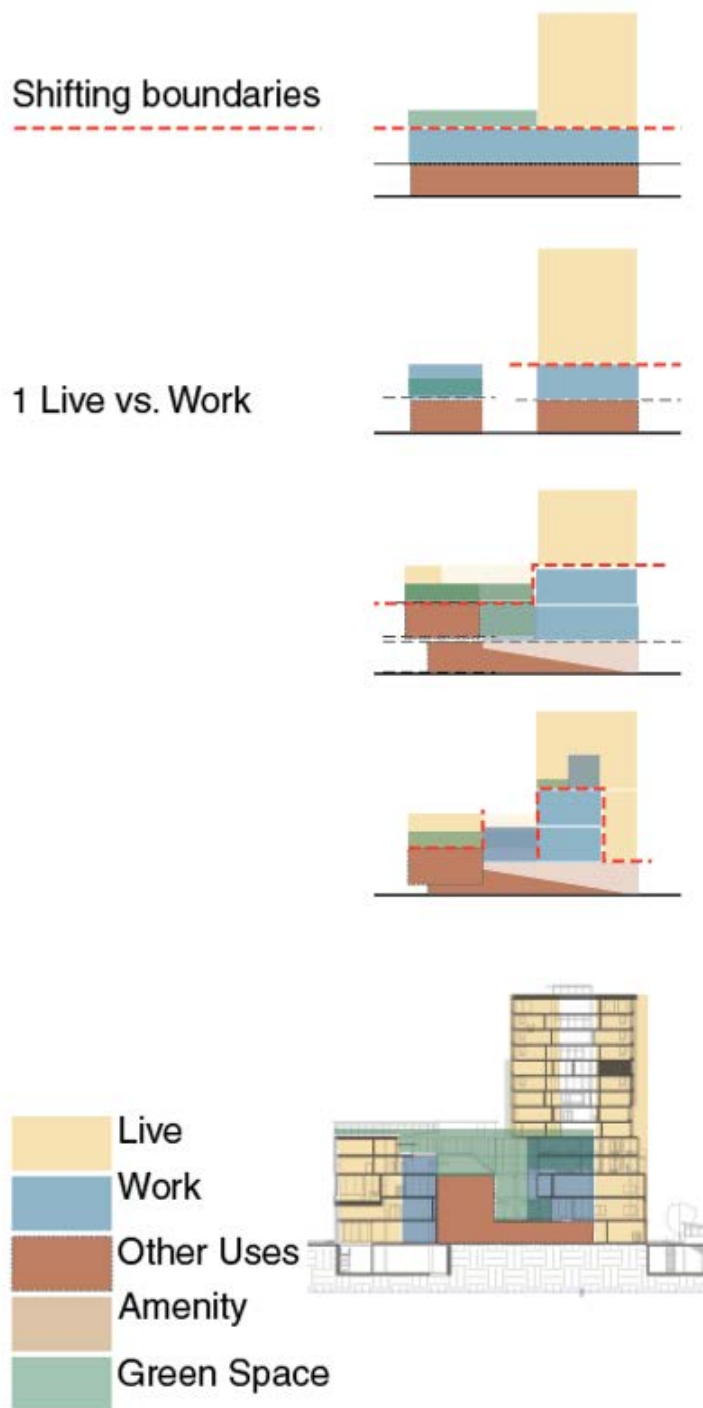 Shifting boundaries
1 Live vs. Work
Live
Work
Other Uses
Amenity
Green Space